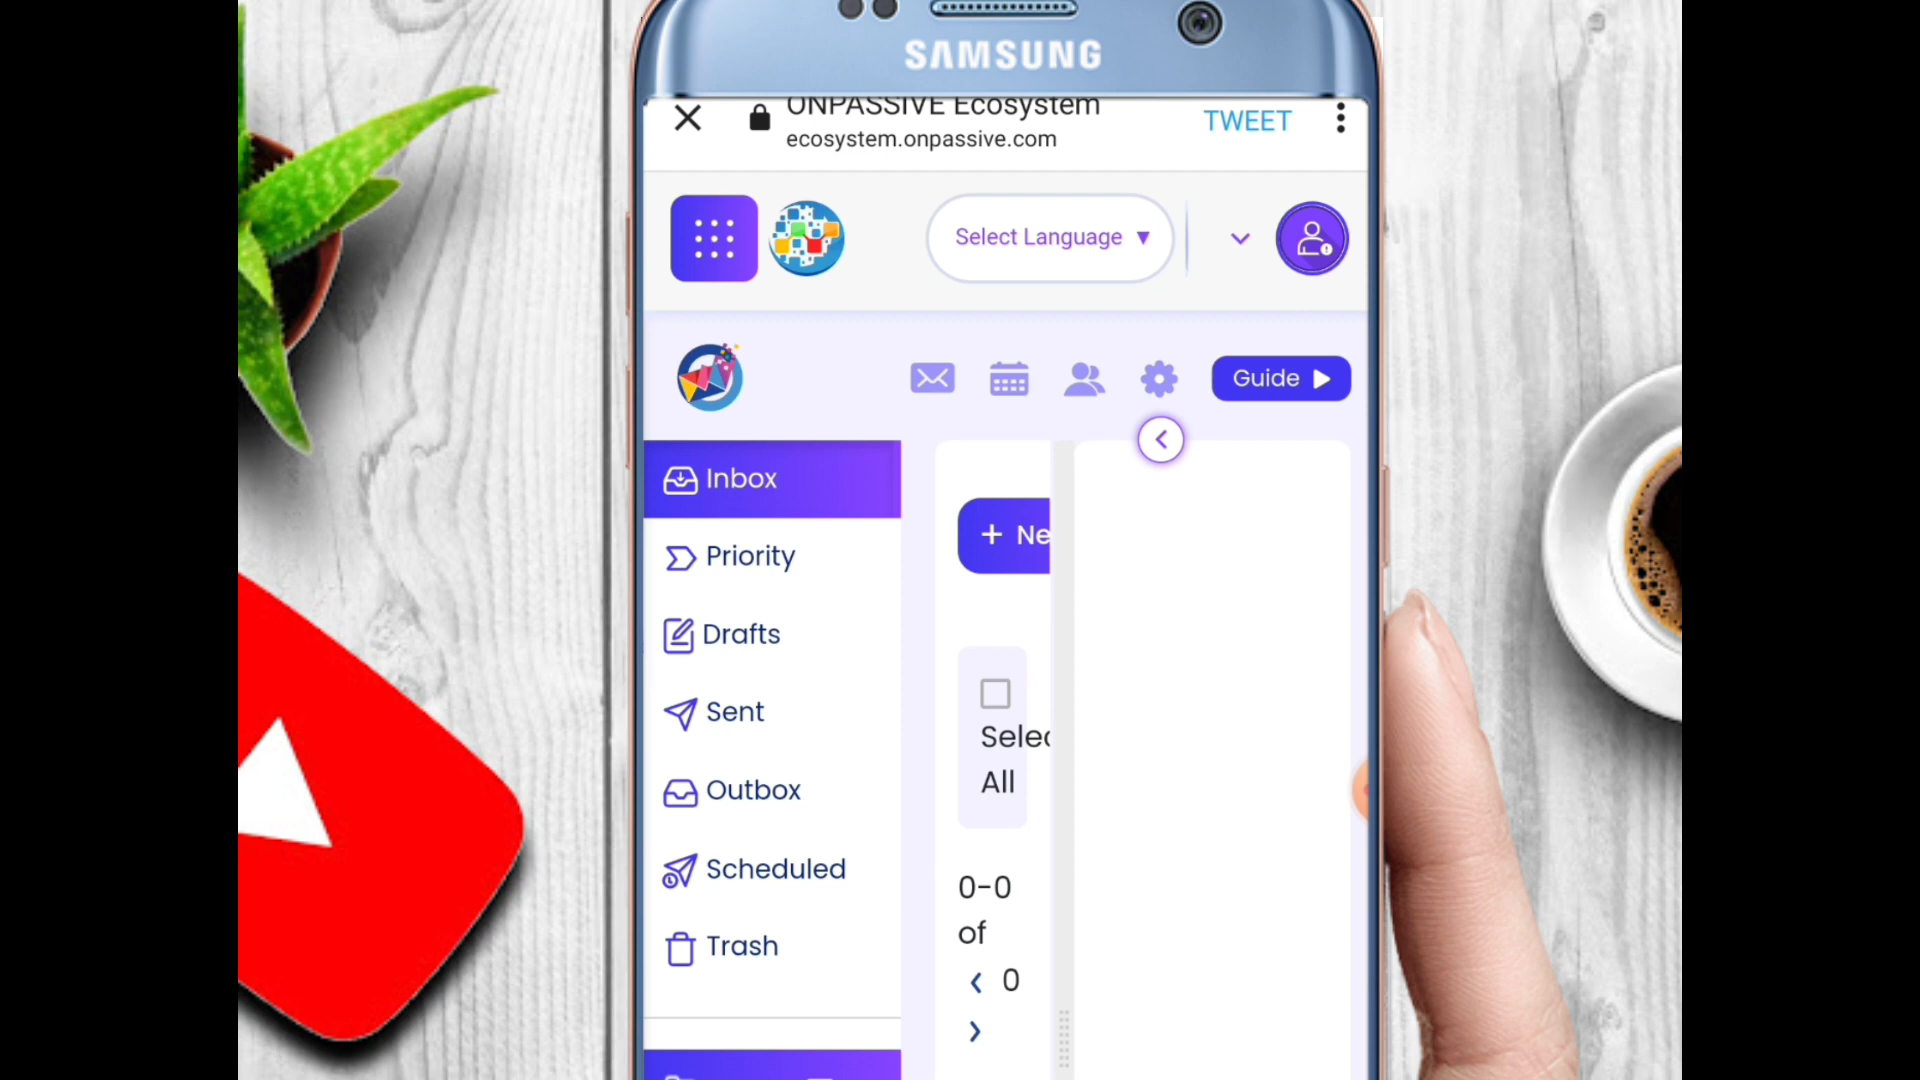 SAMSUNG
ONPASSIVE Ecosystem
ecosystem.onpassive.com
TWEET
Select Language ▼
Guide
Inbox
Priority
Drafts
Sent
Outbox
Scheduled
Trash
+ Ne
Selec
All
0-0
of
0